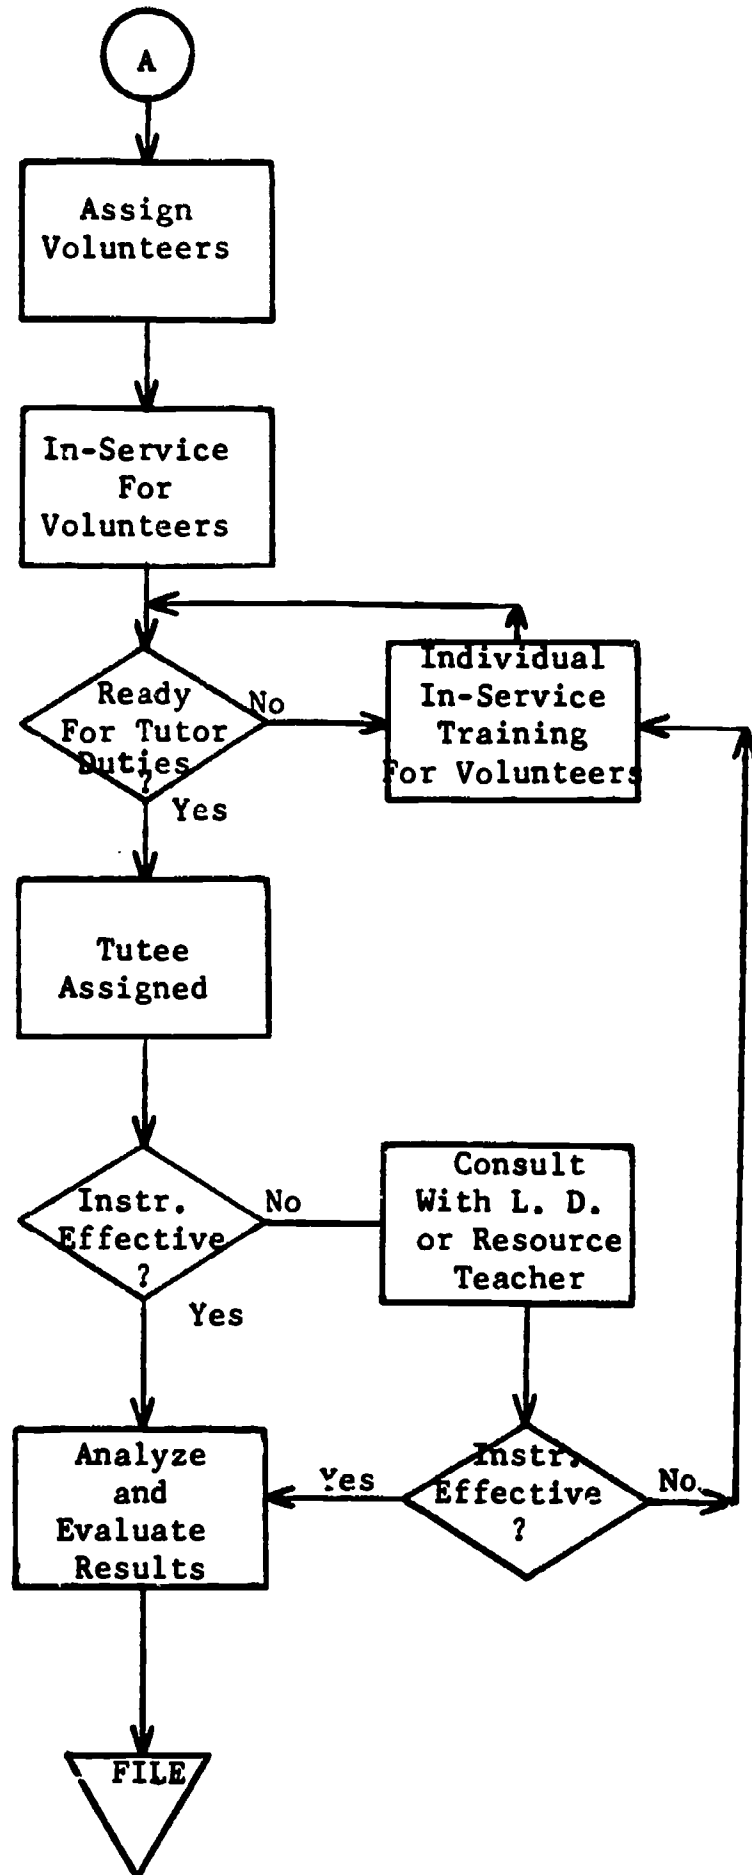 A
Assign
Volunteers
In-Service
For
Volunteers
Ready
For Tutor
Duties
?
No
Yes
Individual
In-Service
Training
For Volunteers
Tutee
Assigned
Instr.
Effective
?
No
Yes
Consult
With L. D.
or Resource
Teacher
Instr.
Effective
?
Yes
No
Analyze
and
Evaluate
Results
FILE